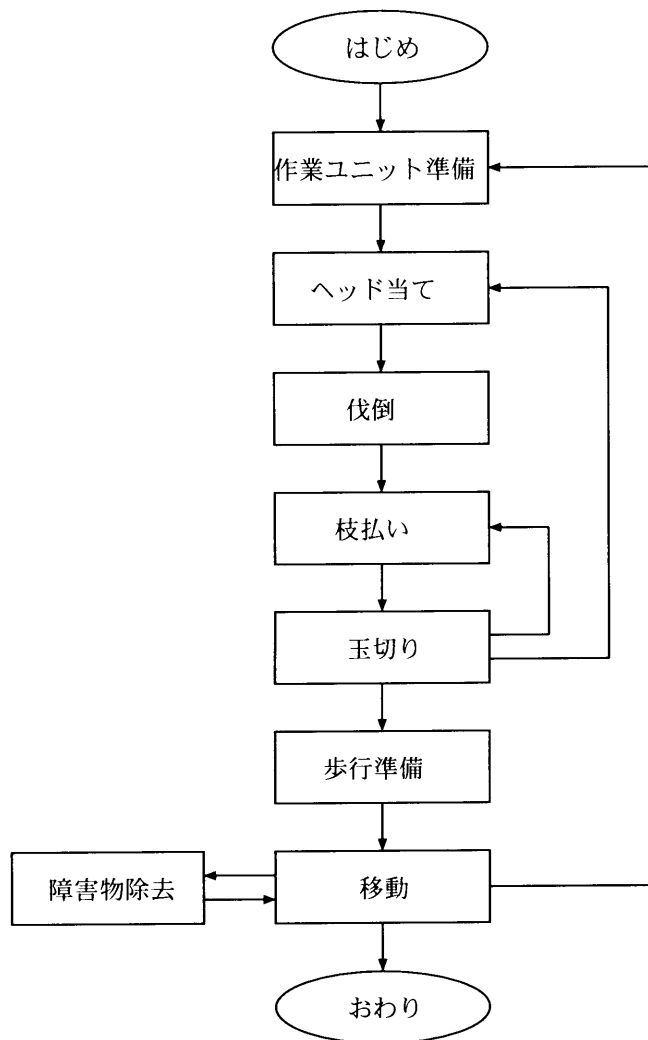 はじめ
作業ユニット準備
ヘッド当て
伐倒
枝払い
玉切り
歩行準備
障害物除去
移動
おわり